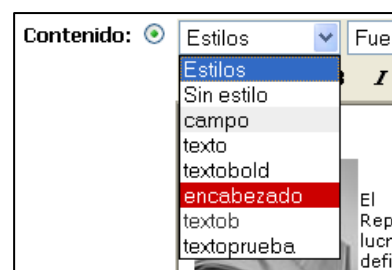 Contenido: Estilos Fue
Estilos I
Sin estilo
campo
texto
textobold
encabezado El
textob Rep
textoprueba lucr
defi